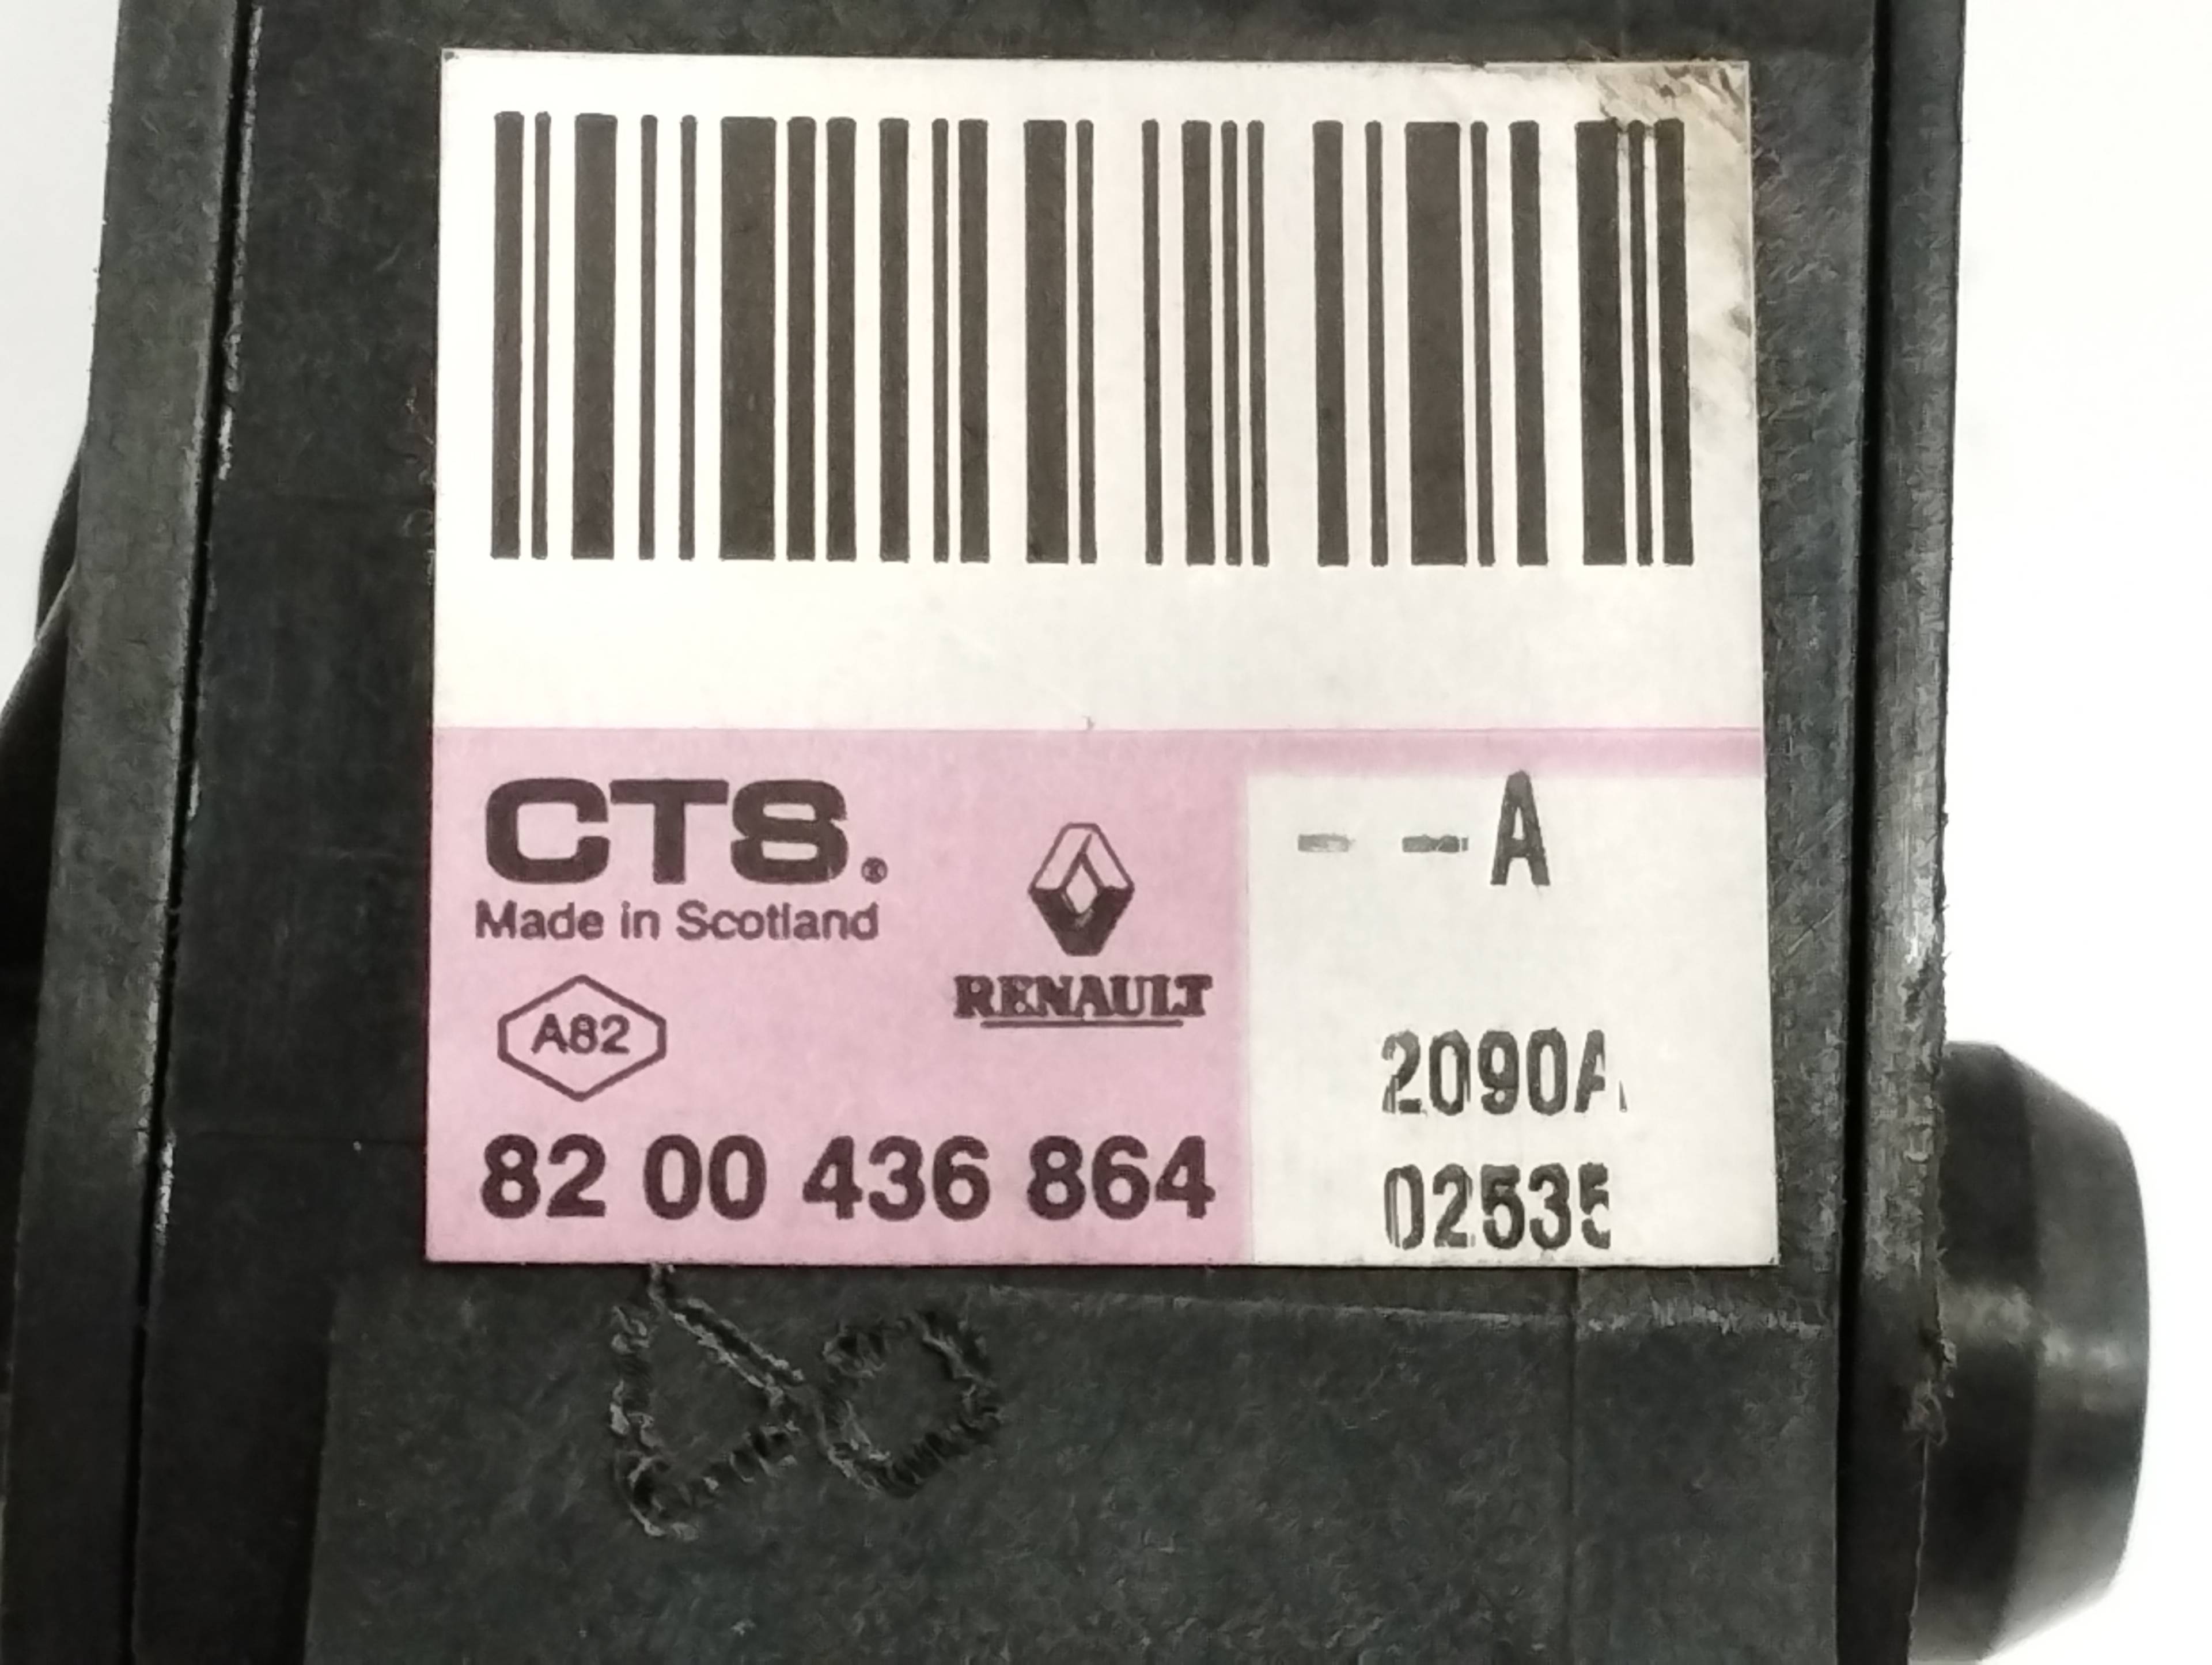 CTS.®
Made in Scotland
A82
RENAULT
82 00 436 864
- - A
2090A
02535